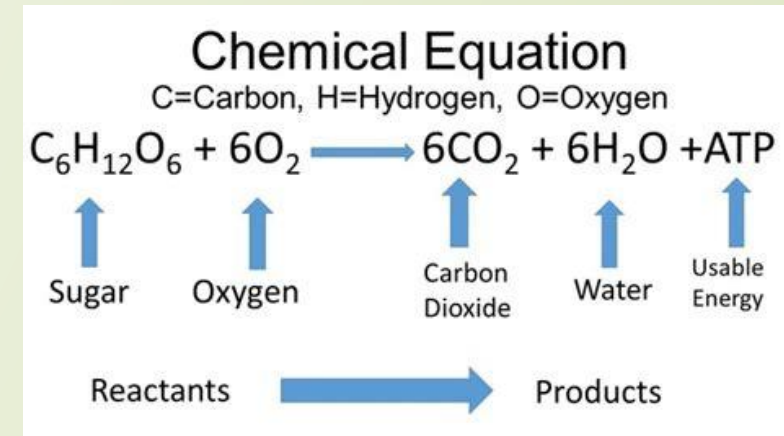 Chemical Equation
C=Carbon, H=Hydrogen, O=Oxygen
C₆H₁₂O₆ + 6O₂ → 6CO₂ + 6H₂O +ATP
Sugar Oxygen Carbon Dioxide Water Usable Energy
Reactants Products